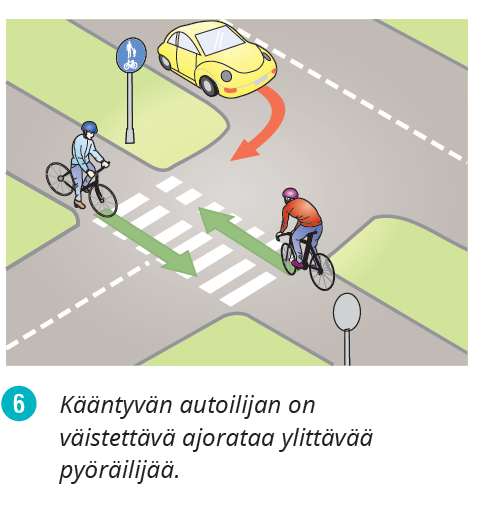 6 Kääntyvän autoilijan on
väistettävä ajorataa ylittävää
pyöräilijää.